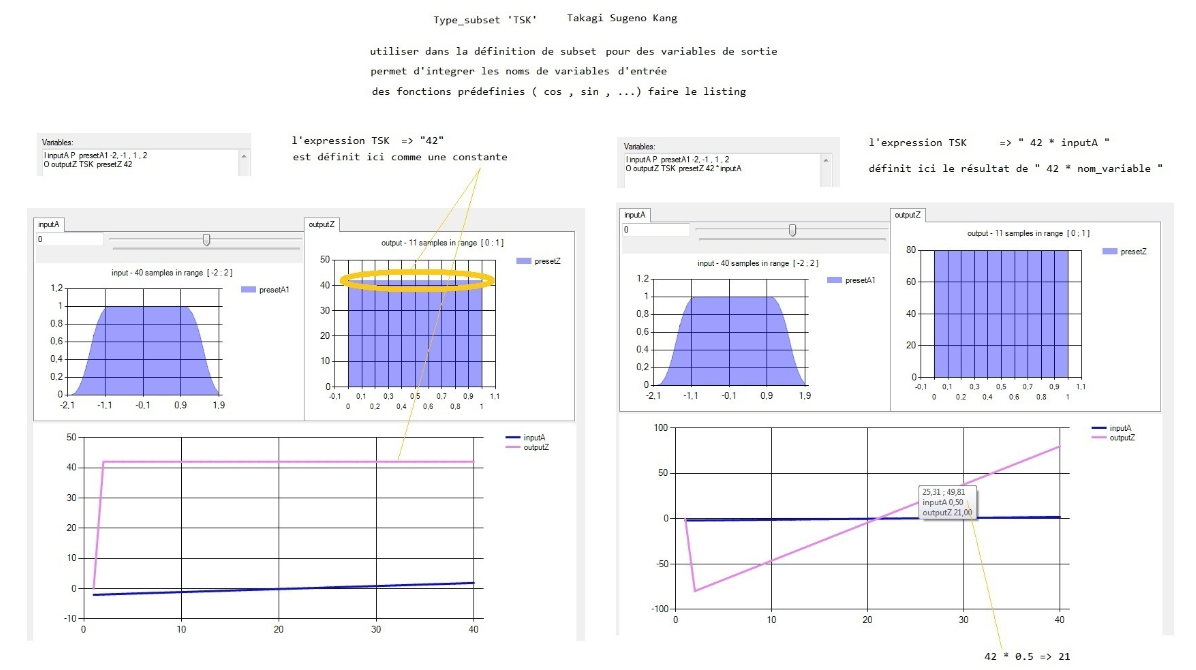 Type_subset 'TSK' Takagi Sugeno Kang
utiliser dans la définition de subset pour des variables de sortie
permet d'integrer les noms de variables d'entrée
des fonctions prédefinies ( cos , sin , ...) faire le listing
Variables:
I inputA P presetA1 -2, -1 , 1 , 2
O outputZ TSK presetZ 42
l'expression TSK => "42"
est définit ici comme une constante
inputA
0
outputZ
input - 40 samples in range [ -2 ; 2 ]
presetA1
1,2
1
0,8
0,6
0,4
0,2
0
-2,1 -1,1 -0,1 0,9 1,9
output - 11 samples in range [ 0 ; 1 ]
presetZ
50
40
30
20
10
0
-0,1 0,1 0,3 0,5 0,7 0,9 1,1
0 0,2 0,4 0,6 0,8 1
50
40
30
20
10
0
-10
0 10 20 30 40
inputA
outputZ
Variables:
I inputA P presetA1 -2, -1 , 1 , 2
O outputZ TSK presetZ 42 * inputA
l'expression TSK => " 42 * inputA "
définit ici le résultat de " 42 * nom_variable "
inputA
0
outputZ
input - 40 samples in range [ -2 ; 2 ]
presetA1
1,2
1
0,8
0,6
0,4
0,2
0
-2,1 -1,1 -0,1 0,9 1,9
output - 11 samples in range [ 0 ; 1 ]
presetZ
80
60
40
20
0
-0,1 0,1 0,3 0,5 0,7 0,9 1,1
0 0,2 0,4 0,6 0,8 1
100
50
0
-50
-100
0 10 20 30 40
inputA
outputZ
25,31 ; 49,81
inputA 0,50
outputZ 21,00
42 * 0.5 => 21